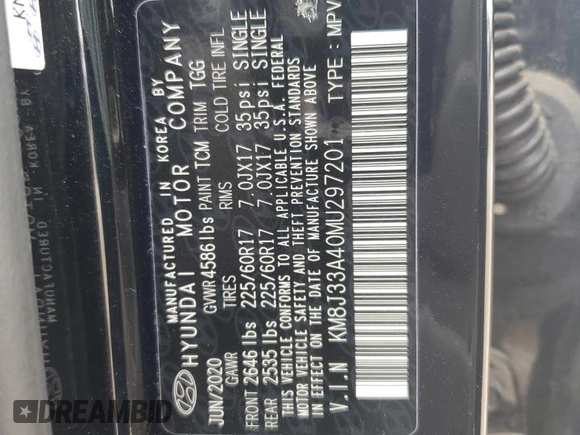 MANUFACTURED IN KOREA BY
HYUNDAI MOTOR COMPANY
JUN/2020 GVWR 4586 lbs PAINT TCM TRIM TGG
GAWR TIRES RIMS COLD TIRE INFL
FRONT 2646 lbs 225/60R17 7.0JX17 35psi SINGLE
REAR 2535 lbs 225/60R17 7.0JX17 35psi SINGLE
THIS VEHICLE CONFORMS TO ALL APPLICABLE U.S.A. FEDERAL
MOTOR VEHICLE SAFETY AND THEFT PREVENTION STANDARDS
IN EFFECT ON THE DATE OF MANUFACTURE SHOWN ABOVE
V.I.N KM8J33A40MU297201 TYPE : MPV
DREAMBID